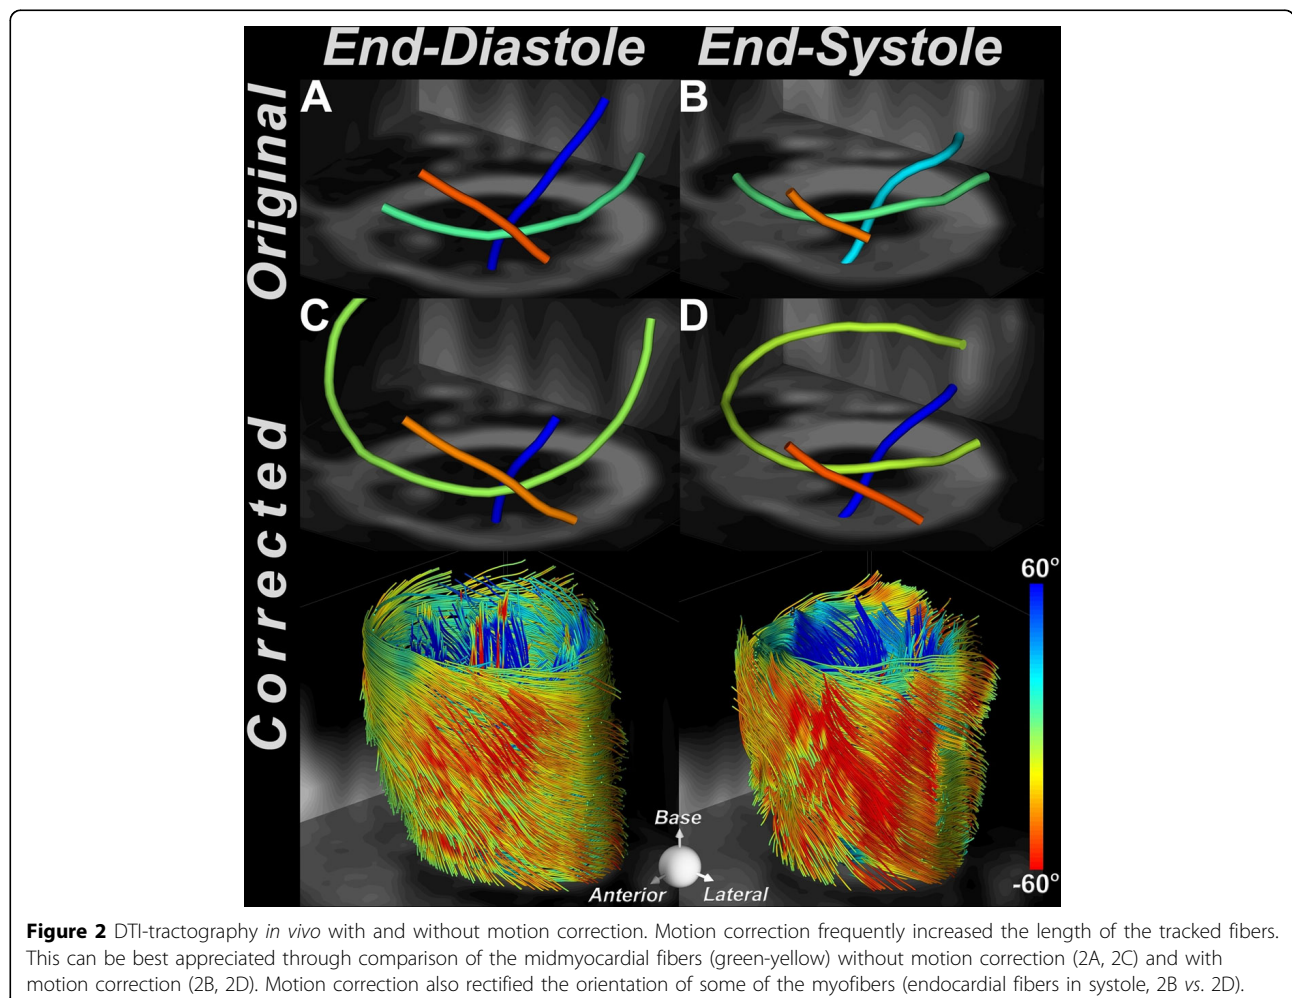 End-Diastole End-Systole
Original
A B
C D
Corrected
60°
-60°
Base
Anterior Lateral
Figure 2 DTI-tractography in vivo with and without motion correction. Motion correction frequently increased the length of the tracked fibers.
This can be best appreciated through comparison of the midmyocardial fibers (green-yellow) without motion correction (2A, 2C) and with
motion correction (2B, 2D). Motion correction also rectified the orientation of some of the myofibers (endocardial fibers in systole, 2B vs. 2D).